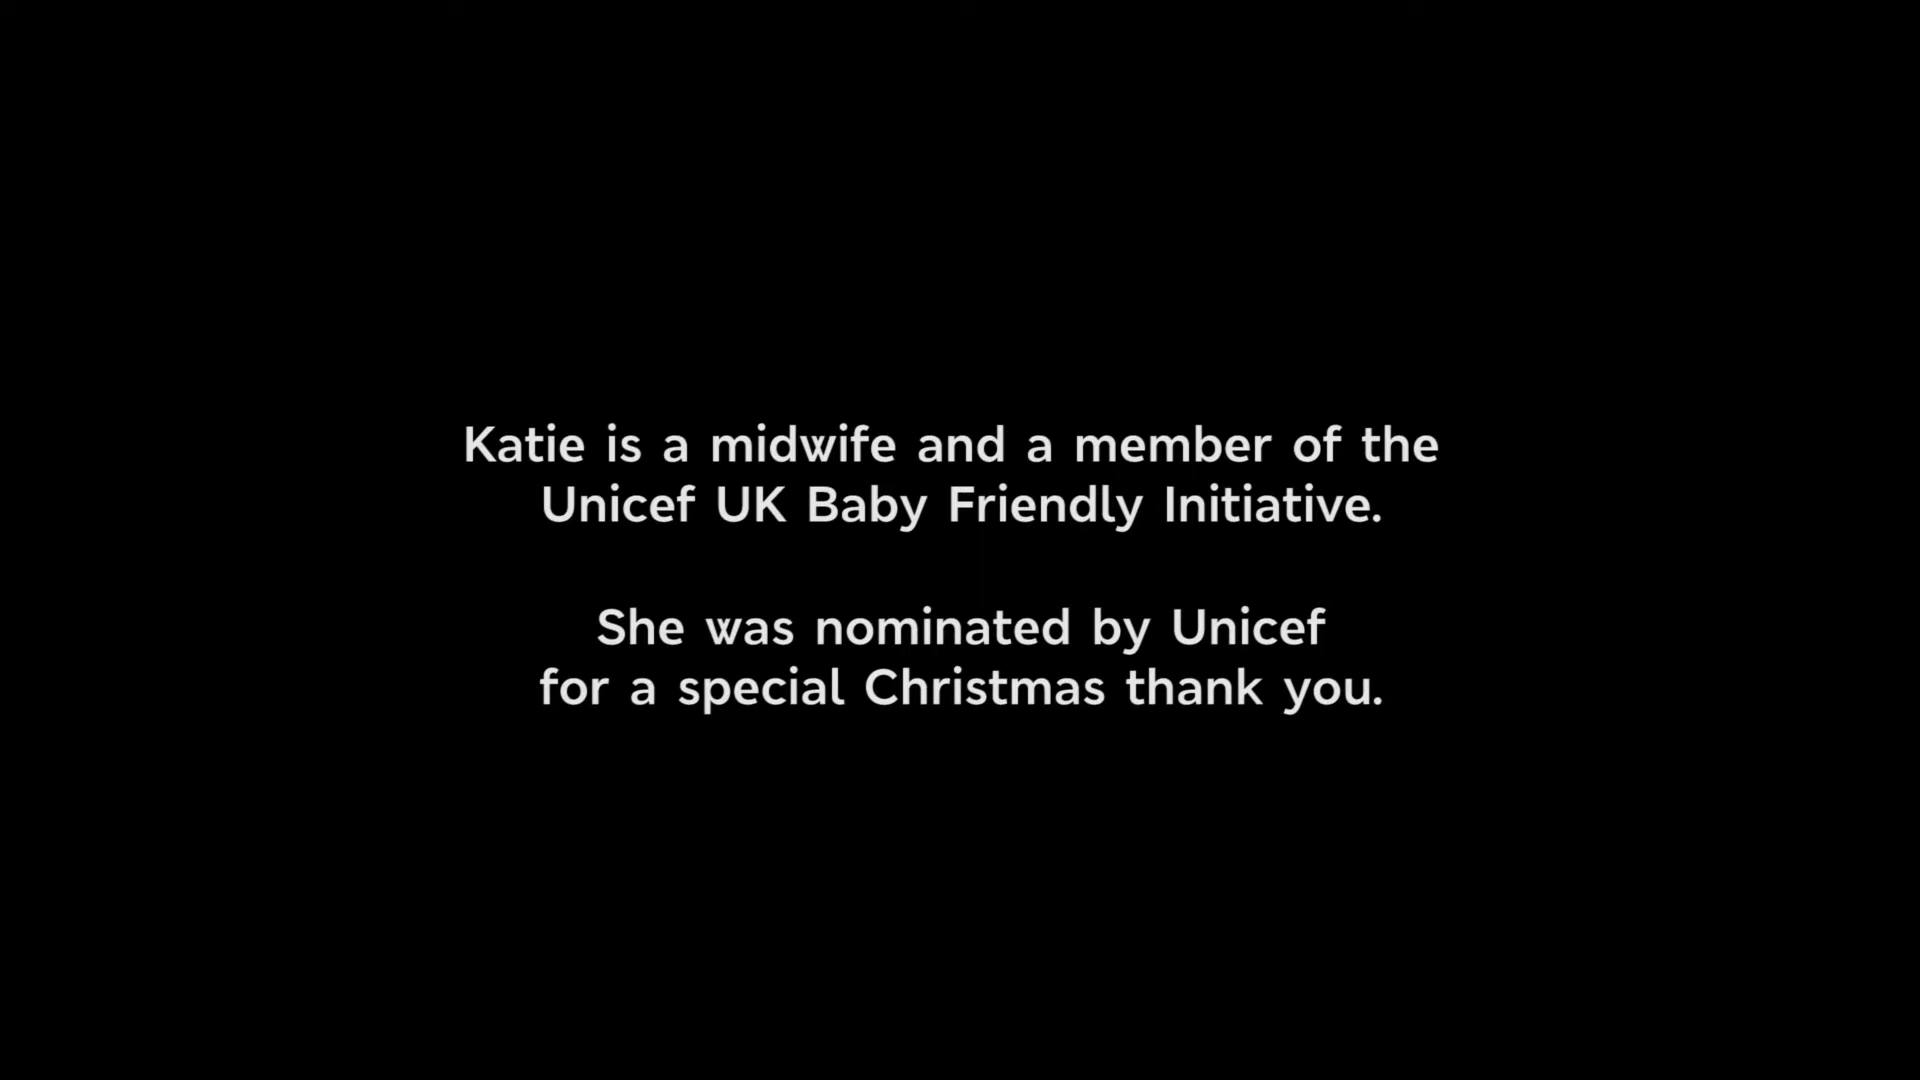 Katie is a midwife and a member of the
Unicef UK Baby Friendly Initiative.
She was nominated by Unicef
for a special Christmas thank you.